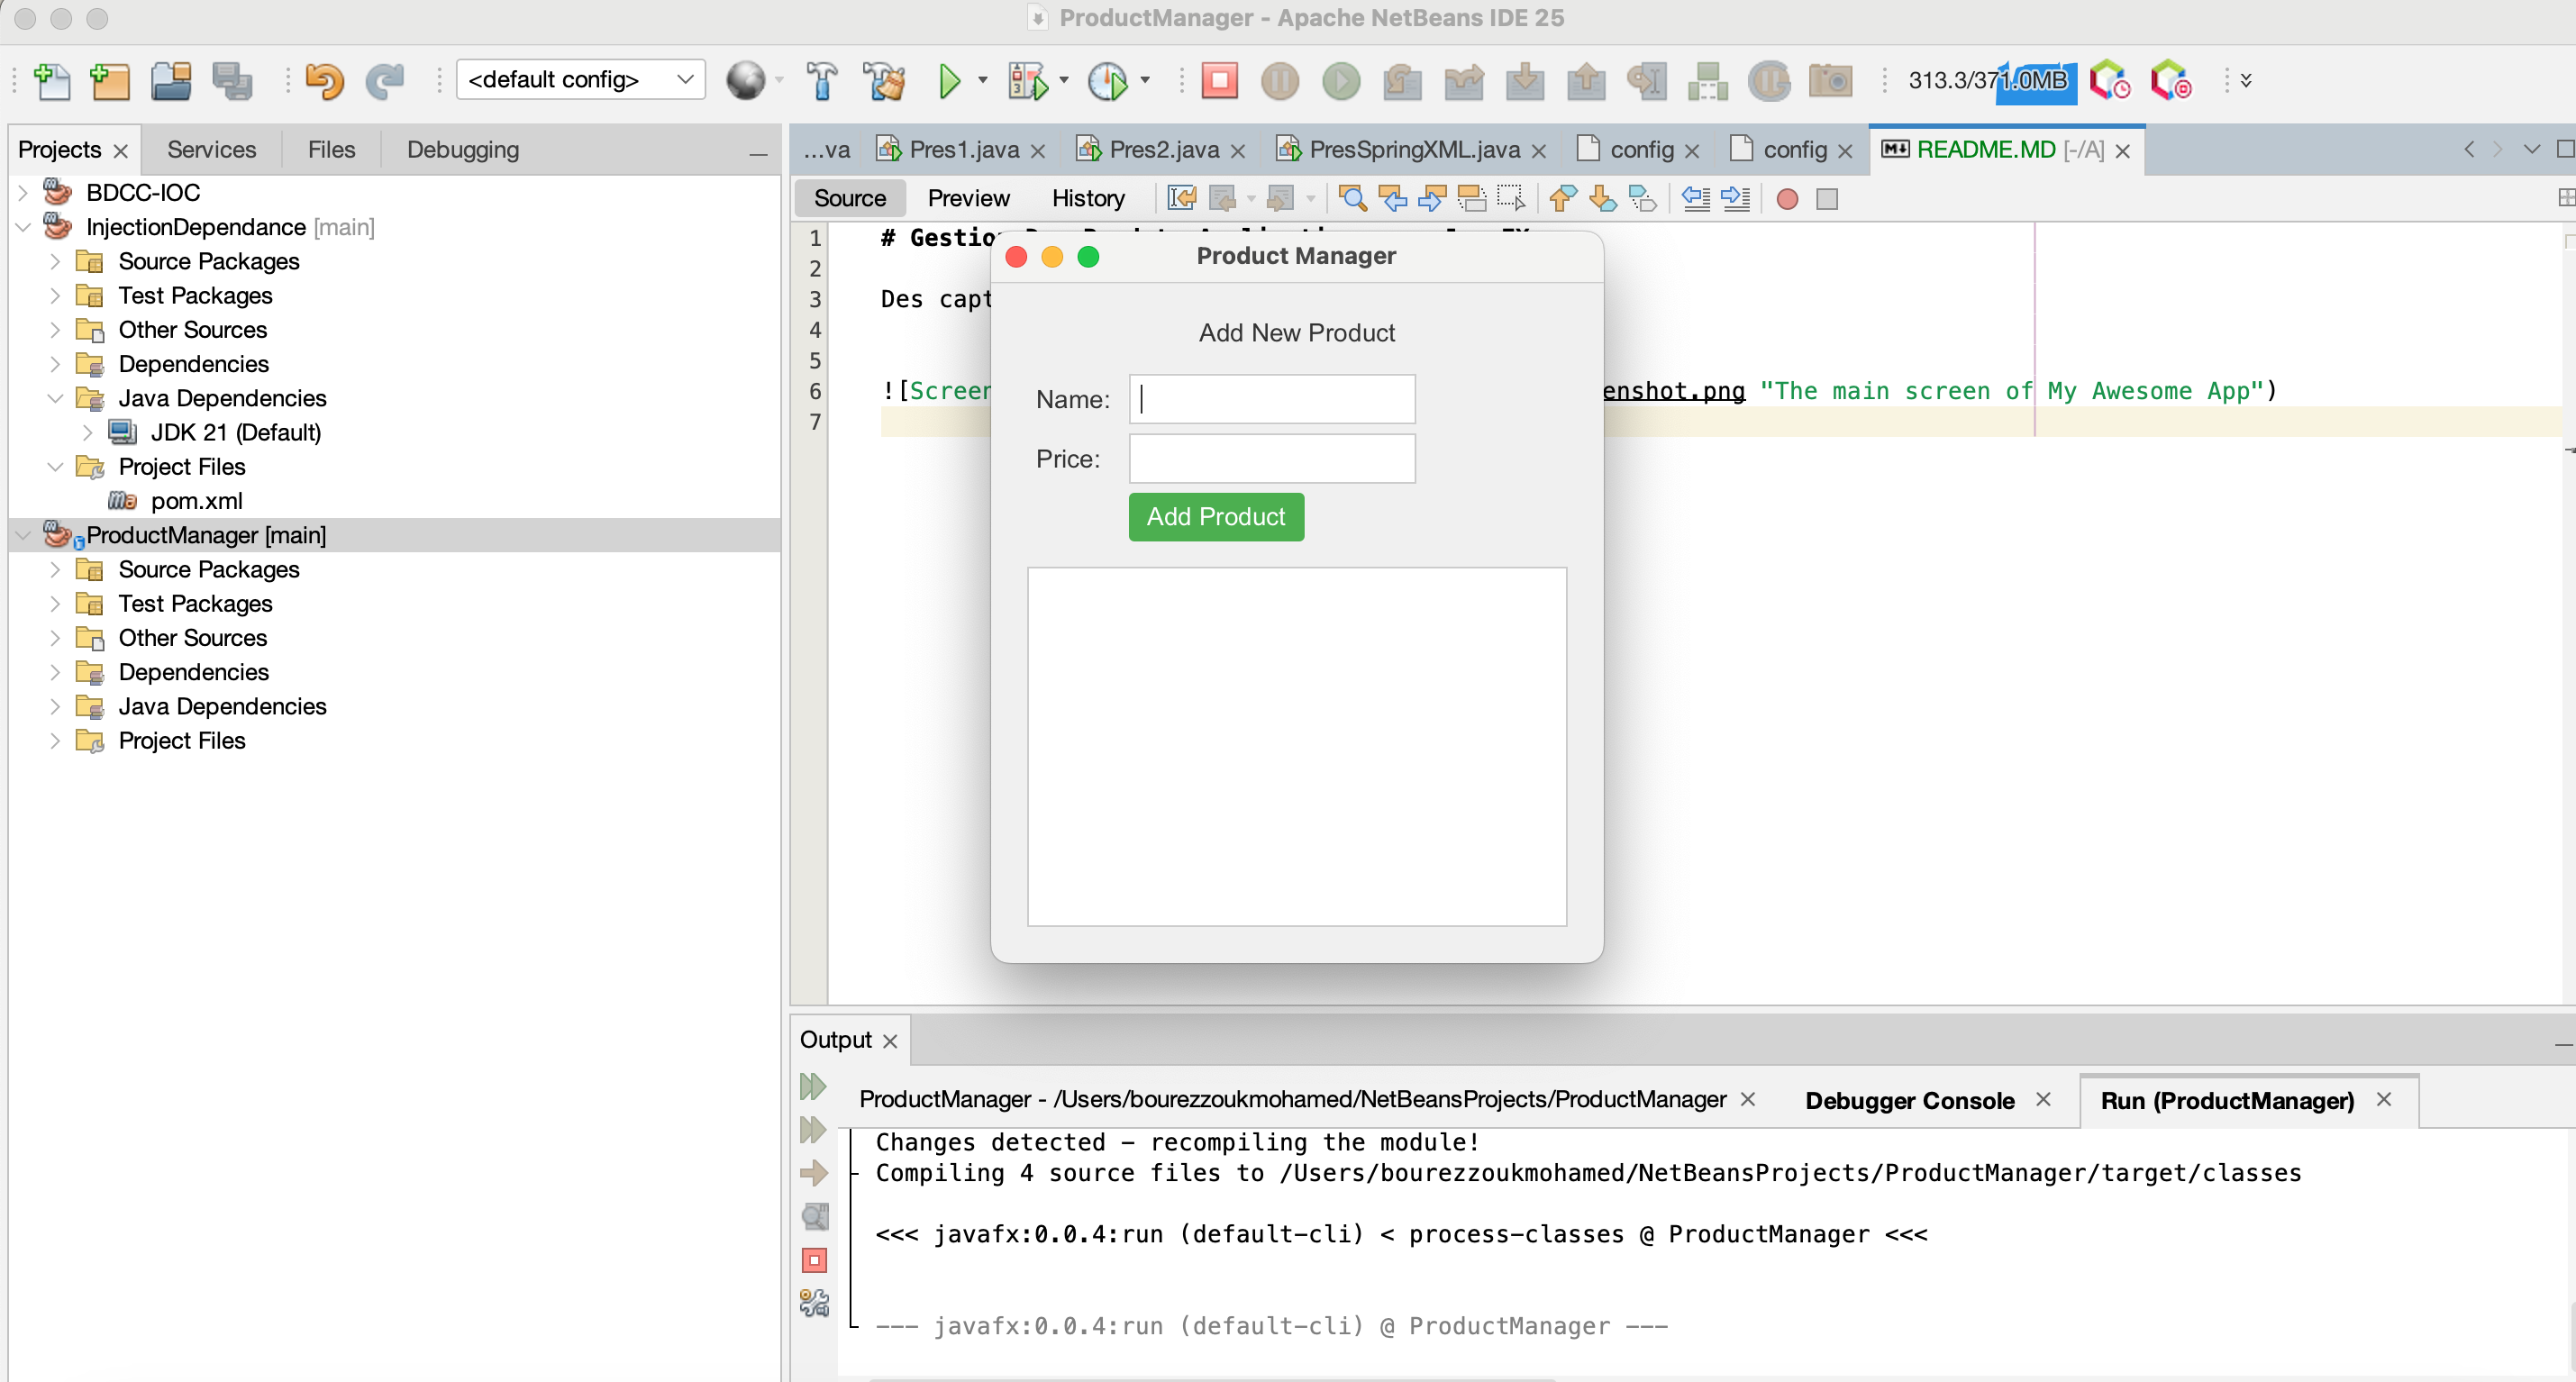 ProductManager - Apache NetBeans IDE 25
<default config>
313.3/371.0MB
Projects Services Files Debugging
...va Pres1.java Pres2.java PresSpringXML.java config config README.MD [-/A]
Source Preview History
BDCC-IOC
InjectionDependance [main]
Source Packages
Test Packages
Other Sources
Dependencies
Java Dependencies
JDK 21 (Default)
Project Files
pom.xml
ProductManager [main]
Source Packages
Test Packages
Other Sources
Dependencies
Java Dependencies
Project Files
1 # Gestio
2
3 Des capt
4
5
6 ![Screen enshot.png "The main screen of My Awesome App")
7
Product Manager
Add New Product
Name:
Price:
Add Product
Output
ProductManager - /Users/bourezzoukmohamed/NetBeansProjects/ProductManager Debugger Console Run (ProductManager)
Changes detected - recompiling the module!
Compiling 4 source files to /Users/bourezzoukmohamed/NetBeansProjects/ProductManager/target/classes
<<< javafx:0.0.4:run (default-cli) < process-classes @ ProductManager <<<
--- javafx:0.0.4:run (default-cli) @ ProductManager ---